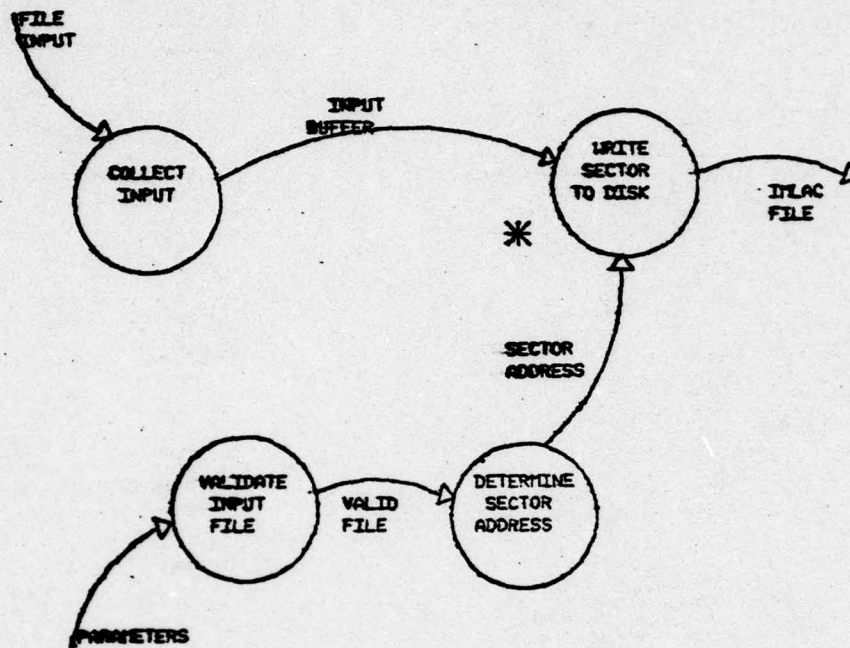 FILE
INPUT
INPUT
BUFFER
COLLECT
INPUT
WRITE
SECTOR
TO DISK
IMLAC
FILE
SECTOR
ADDRESS
VALIDATE
INPUT
FILE
VALID
FILE
DETERMINE
SECTOR
ADDRESS
PARAMETERS